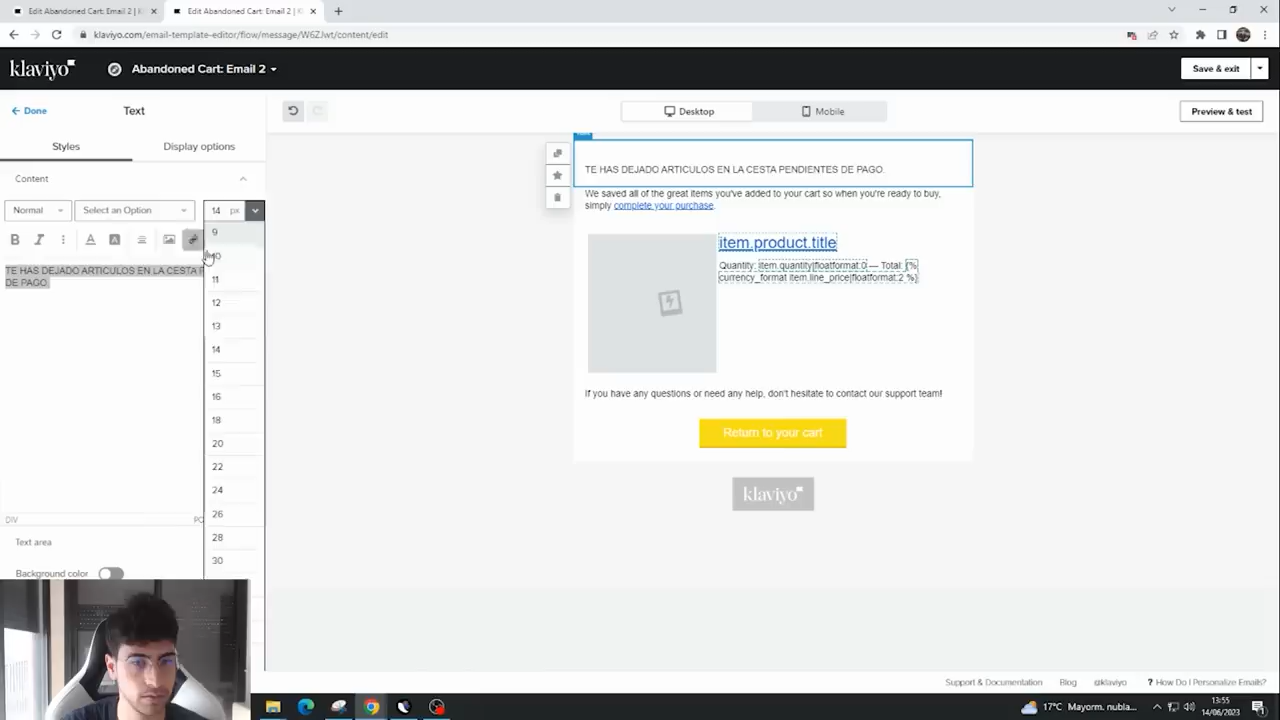 Edit Abandoned Cart: Email 2 |
Edit Abandoned Cart: Email 2 |
klaviyo.com/email-template-editor/flow/message/W6ZJwt/content/edit
klaviyo
Abandoned Cart: Email 2
Save & exit
Done
Text
Desktop
Mobile
Preview & test
Styles
Display options
Content
Normal
Select an Option
14 px
TE HAS DEJADO ARTICULOS EN LA CESTA
DE PAGO.
9
10
11
12
13
14
15
16
18
20
22
24
26
28
30
DIV
Text area
Background color
TE HAS DEJADO ARTICULOS EN LA CESTA PENDIENTES DE PAGO.
We saved all of the great items you've added to your cart so when you're ready to buy,
simply complete your purchase.
item.product.title
Quantity: item.quantity|floatformat:0 — Total: {%
currency_format item.line_price|floatformat:2 %}
If you have any questions or need any help, don't hesitate to contact our support team!
Return to your cart
klaviyo
Support & Documentation
Blog
@klaviyo
? How Do I Personalize Emails?
17°C Mayorm. nubla...
13:55
14/06/2023